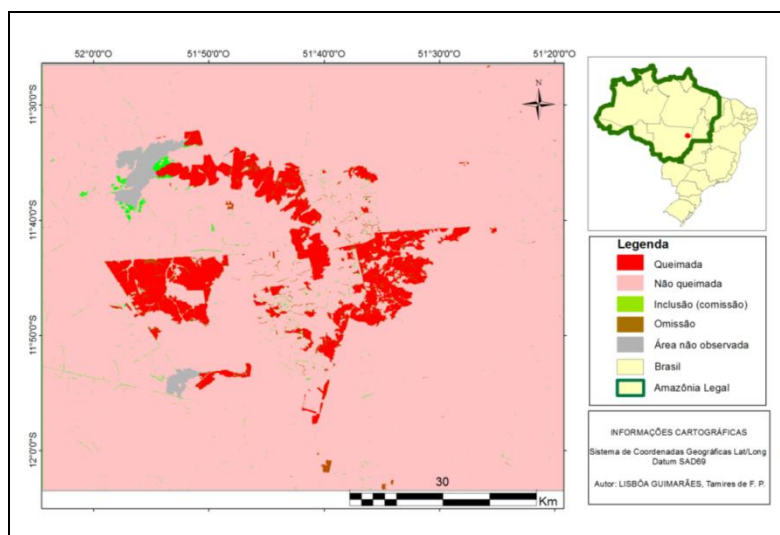 52°0'0"O 51°50'0"O 51°40'0"O 51°30'0"O 51°20'0"O
11°30'0"S
11°40'0"S
11°50'0"S
12°0'0"S
N
30
Km
Legenda
Queimada
Não queimada
Inclusão (comissão)
Omissão
Área não observada
Brasil
Amazônia Legal
INFORMAÇÕES CARTOGRÁFICAS
Sistema de Coordenadas Geográficas Lat/Long
Datum SAD69
Autor: LISBÔA GUIMARÃES, Tamires de F. P.